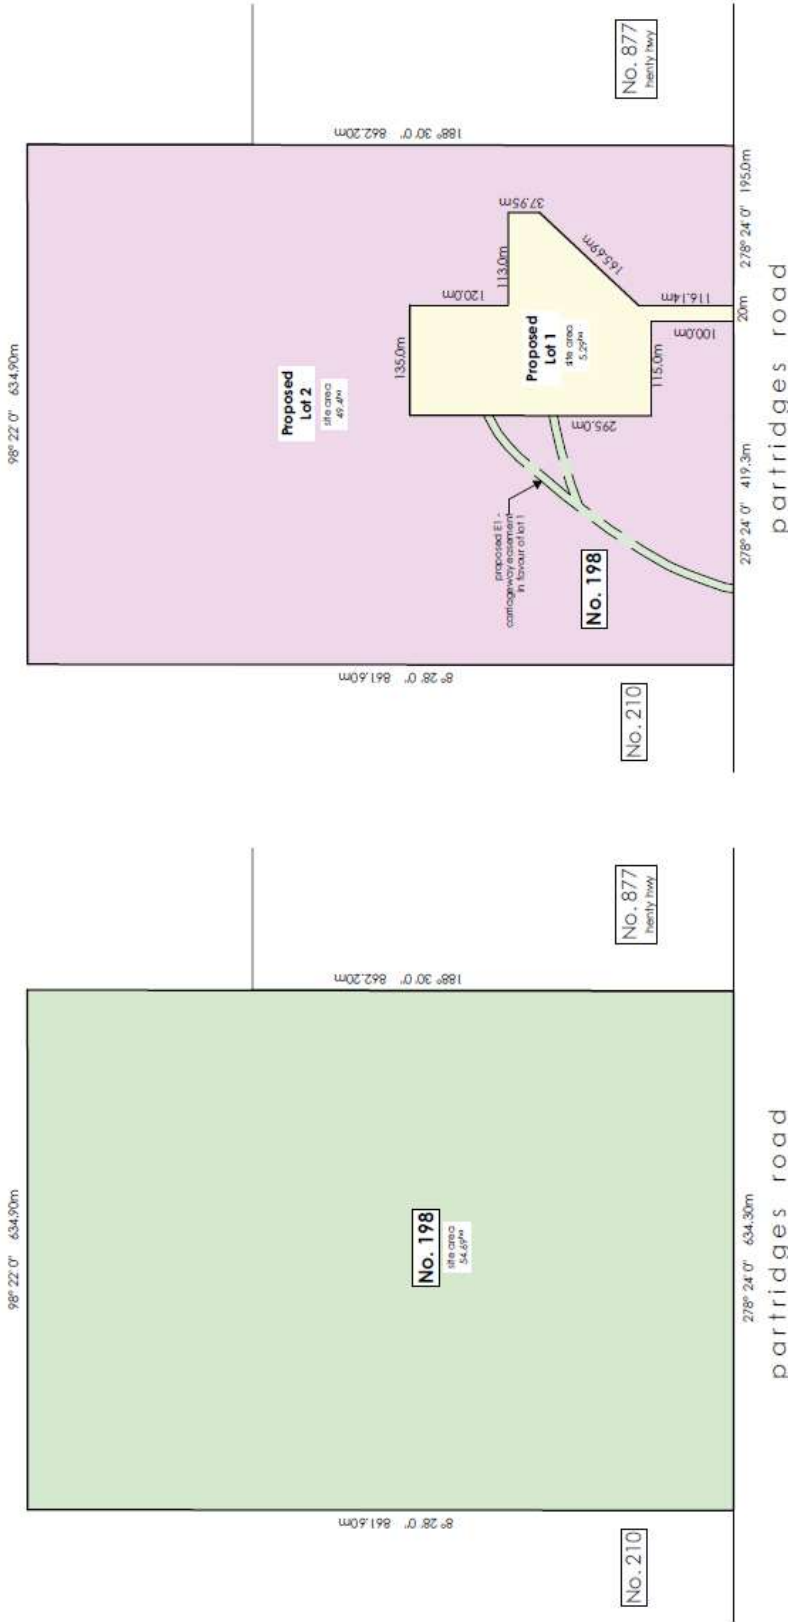 98° 22' 0" 634.90m
188° 30' 0" 862.20m
No. 877
henty hwy
Proposed
Lot 2
site area
49.4ha
135.0m
120.0m
113.0m
37.95m
165.69m
Proposed
Lot 1
site area
5.29ha
295.0m
115.0m
100.0m
116.14m
20m
proposed E1 -
carriageway easement
in favour of lot 1
No. 198
8° 28' 0" 861.60m
No. 210
278° 24' 0" 419.3m
278° 24' 0" 195.0m
partridges road
98° 22' 0" 634.90m
188° 30' 0" 862.20m
No. 877
henty hwy
No. 198
site area
54.69ha
8° 28' 0" 861.60m
No. 210
278° 24' 0" 634.30m
partridges road